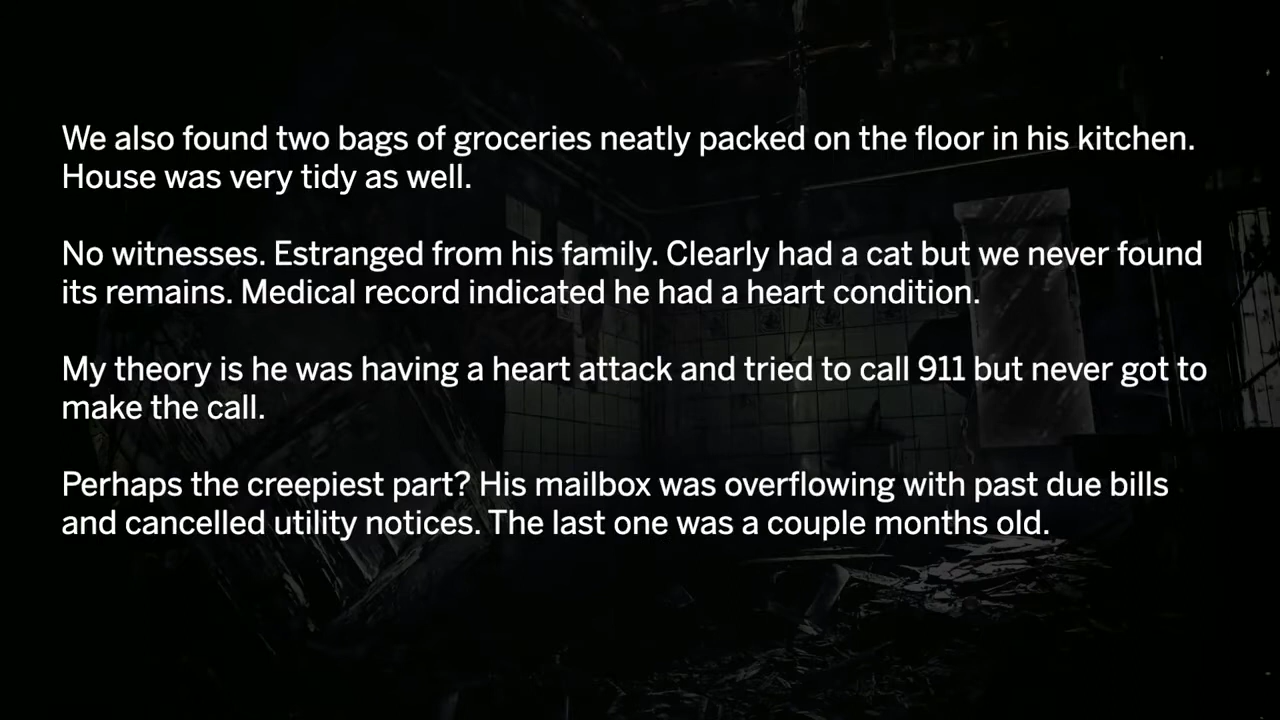 We also found two bags of groceries neatly packed on the floor in his kitchen.
House was very tidy as well.
No witnesses. Estranged from his family. Clearly had a cat but we never found
its remains. Medical record indicated he had a heart condition.
My theory is he was having a heart attack and tried to call 911 but never got to
make the call.
Perhaps the creepiest part? His mailbox was overflowing with past due bills
and cancelled utility notices. The last one was a couple months old.